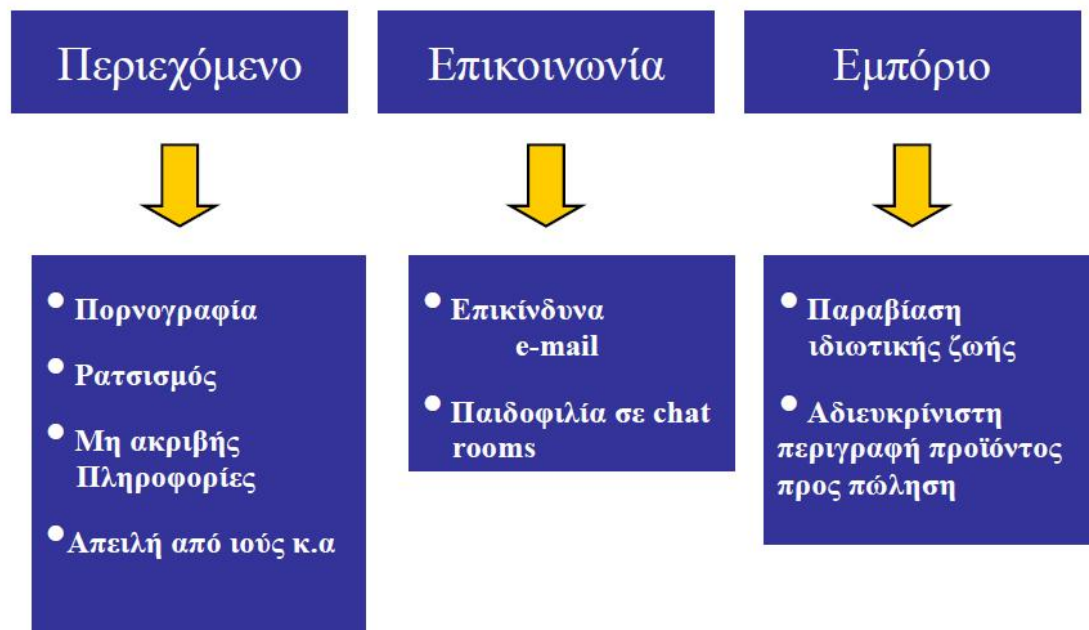 Περιεχόμενο
• Πορνογραφία
• Ρατσισμός
• Μη ακριβής
Πληροφορίες
• Απειλή από ιούς κ.α
Επικοινωνία
• Επικίνδυνα
e-mail
• Παιδοφιλία σε chat
rooms
Εμπόριο
• Παραβίαση
ιδιωτικής ζωής
• Αδιευκρίνιστη
περιγραφή προϊόντος
προς πώληση